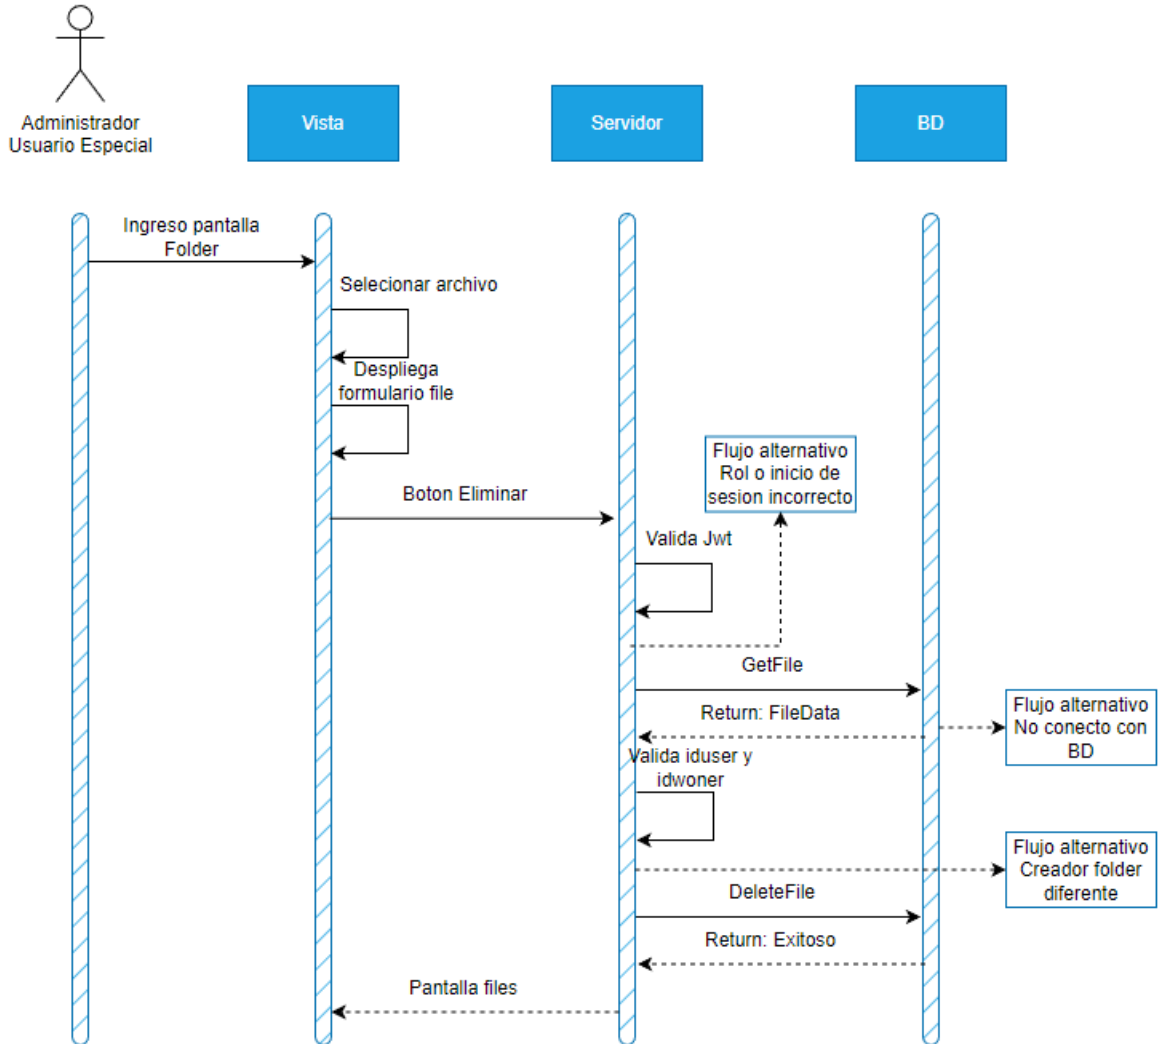 Administrador
Usuario Especial
Vista
Servidor
BD
Ingreso pantalla
Folder
Selecionar archivo
Despliega
formulario file
Flujo alternativo
Rol o inicio de
sesion incorrecto
Boton Eliminar
Valida Jwt
GetFile
Flujo alternativo
No conecto con
BD
Return: FileData
Valida iduser y
idwoner
Flujo alternativo
Creador folder
diferente
DeleteFile
Return: Exitoso
Pantalla files